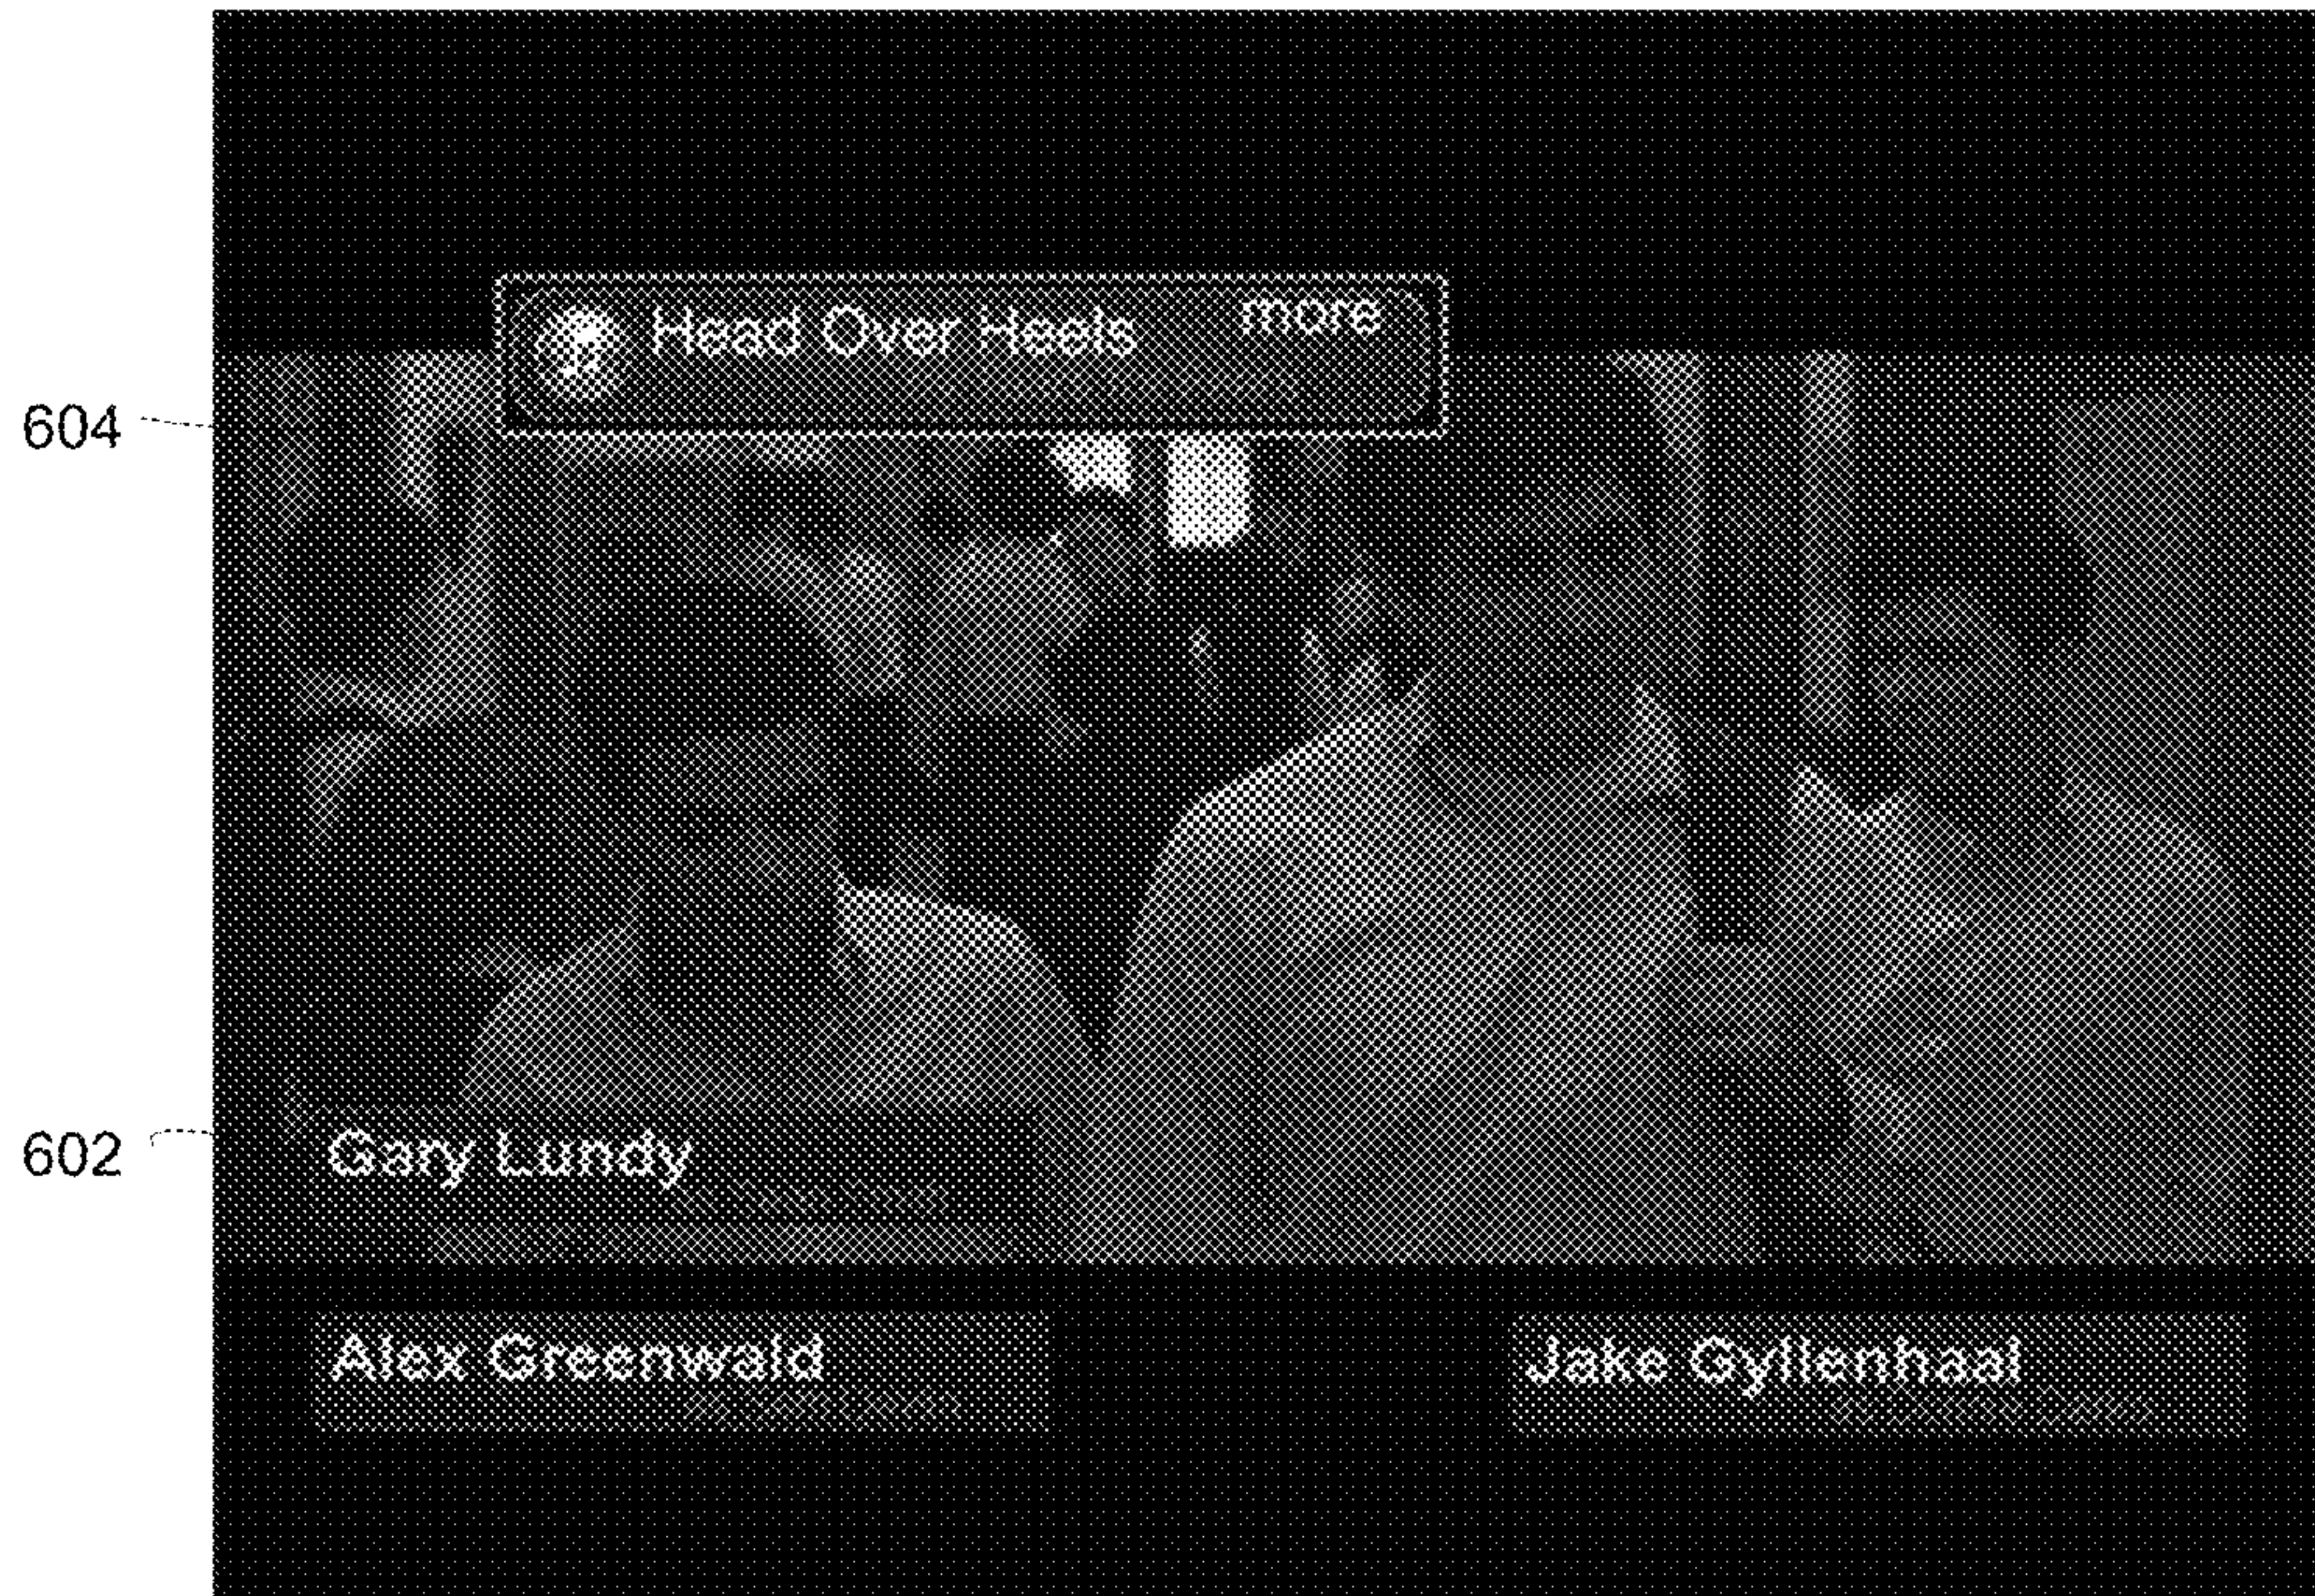 Head Over Heels more
604
602
Gary Lundy
Alex Greenwald
Jake Gyllenhaal